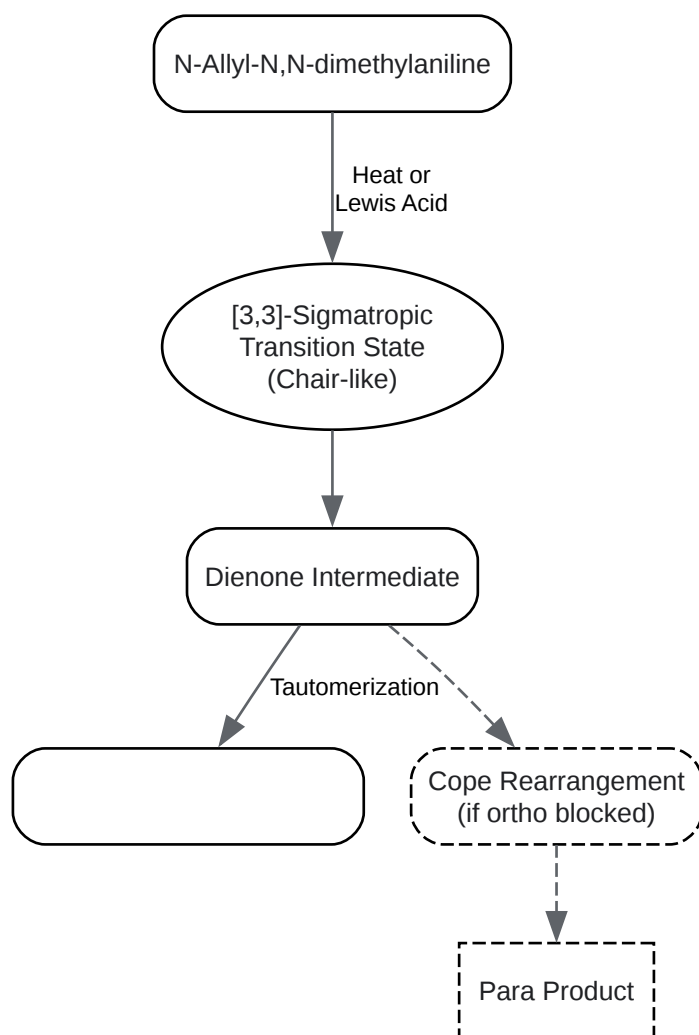 N-Allyl-N,N-dimethylaniline
Heat or
Lewis Acid
[3,3]-Sigmatropic
Transition State
(Chair-like)
Dienone Intermediate
Tautomerization
Cope Rearrangement
(if ortho blocked)
Para Product